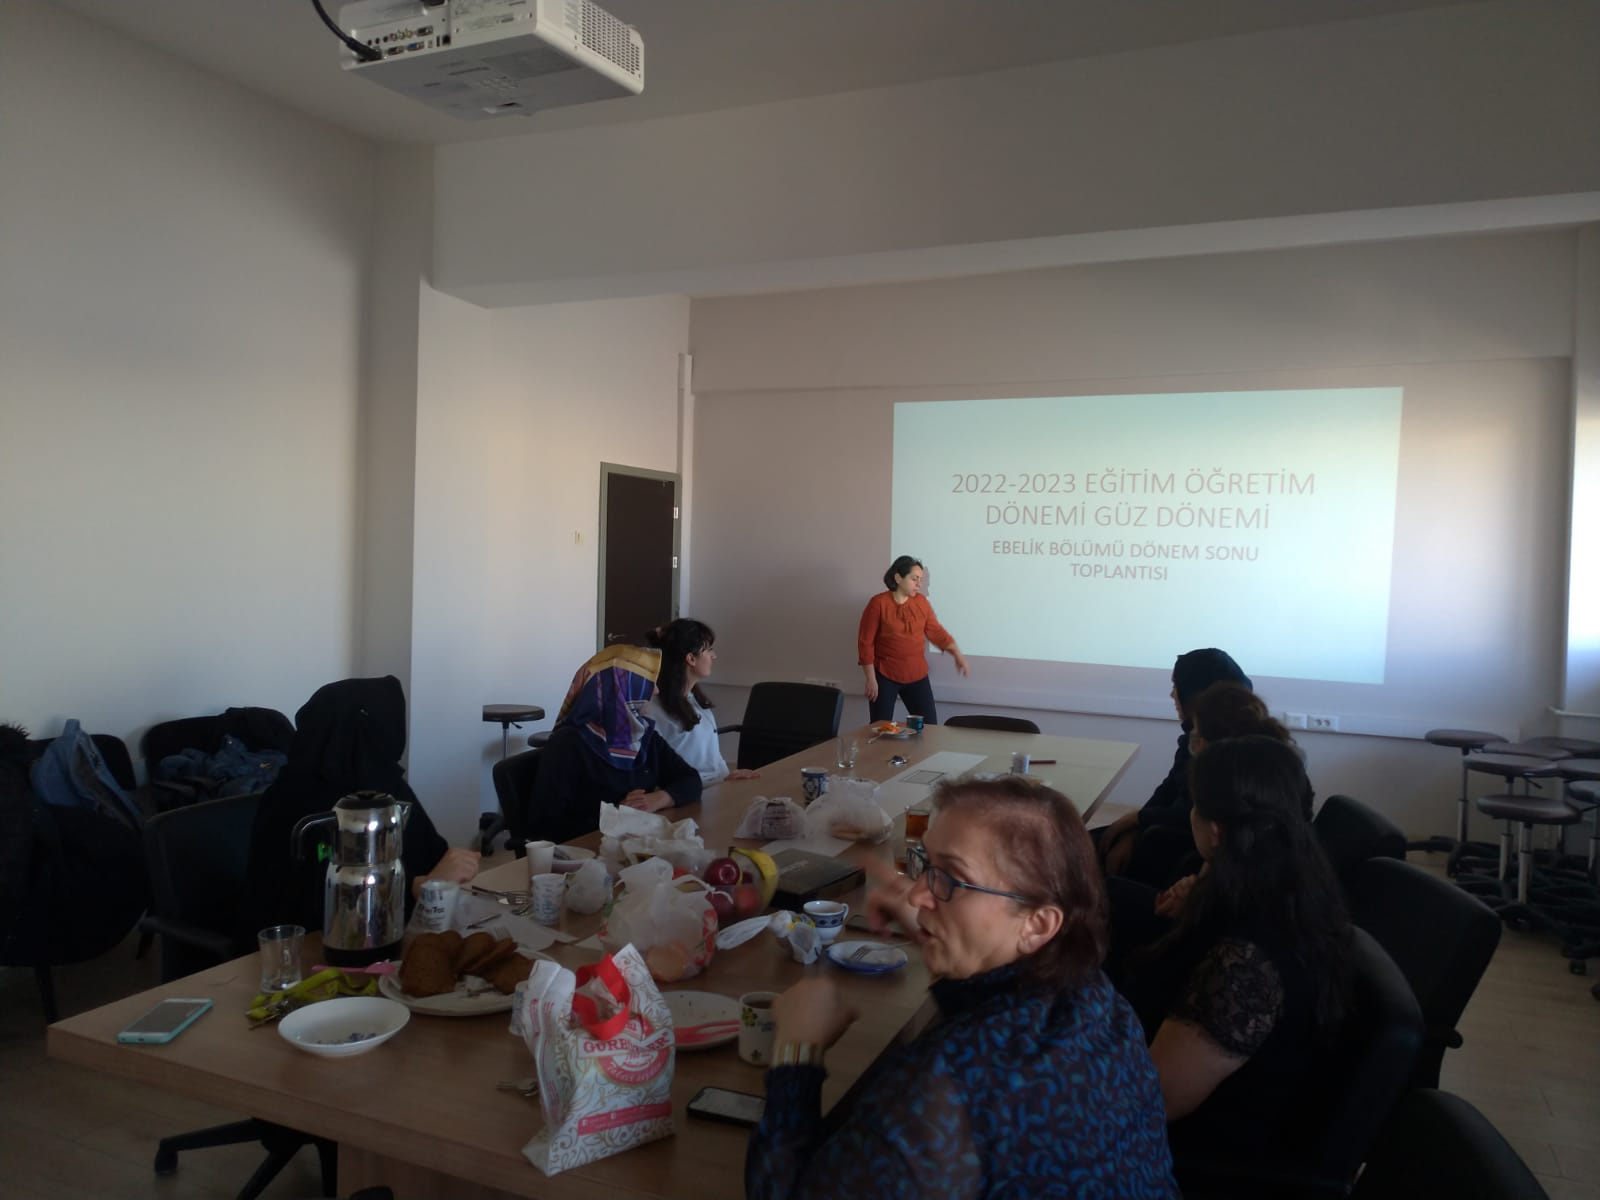 2022-2023 EĞİTİM ÖĞRETİM
DÖNEMİ GÜZ DÖNEMİ
EBELİK BÖLÜMÜ DÖNEM SONU
TOPLANTISI